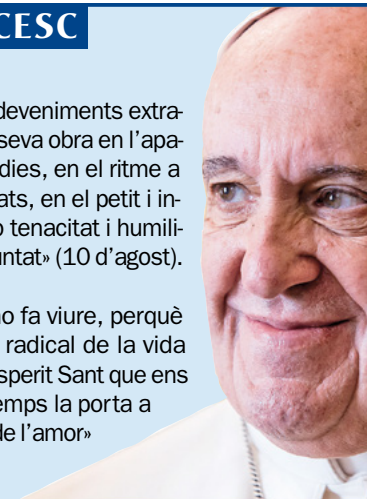 CESC
deveniments extra-
seva obra en l’apa-
dies, en el ritme a
ats, en el petit i in-
tenacitat i humili-
untat» (10 d’agost).
o fa viure, perquè
radical de la vida
sperit Sant que ens
emps la porta a
de l’amor»